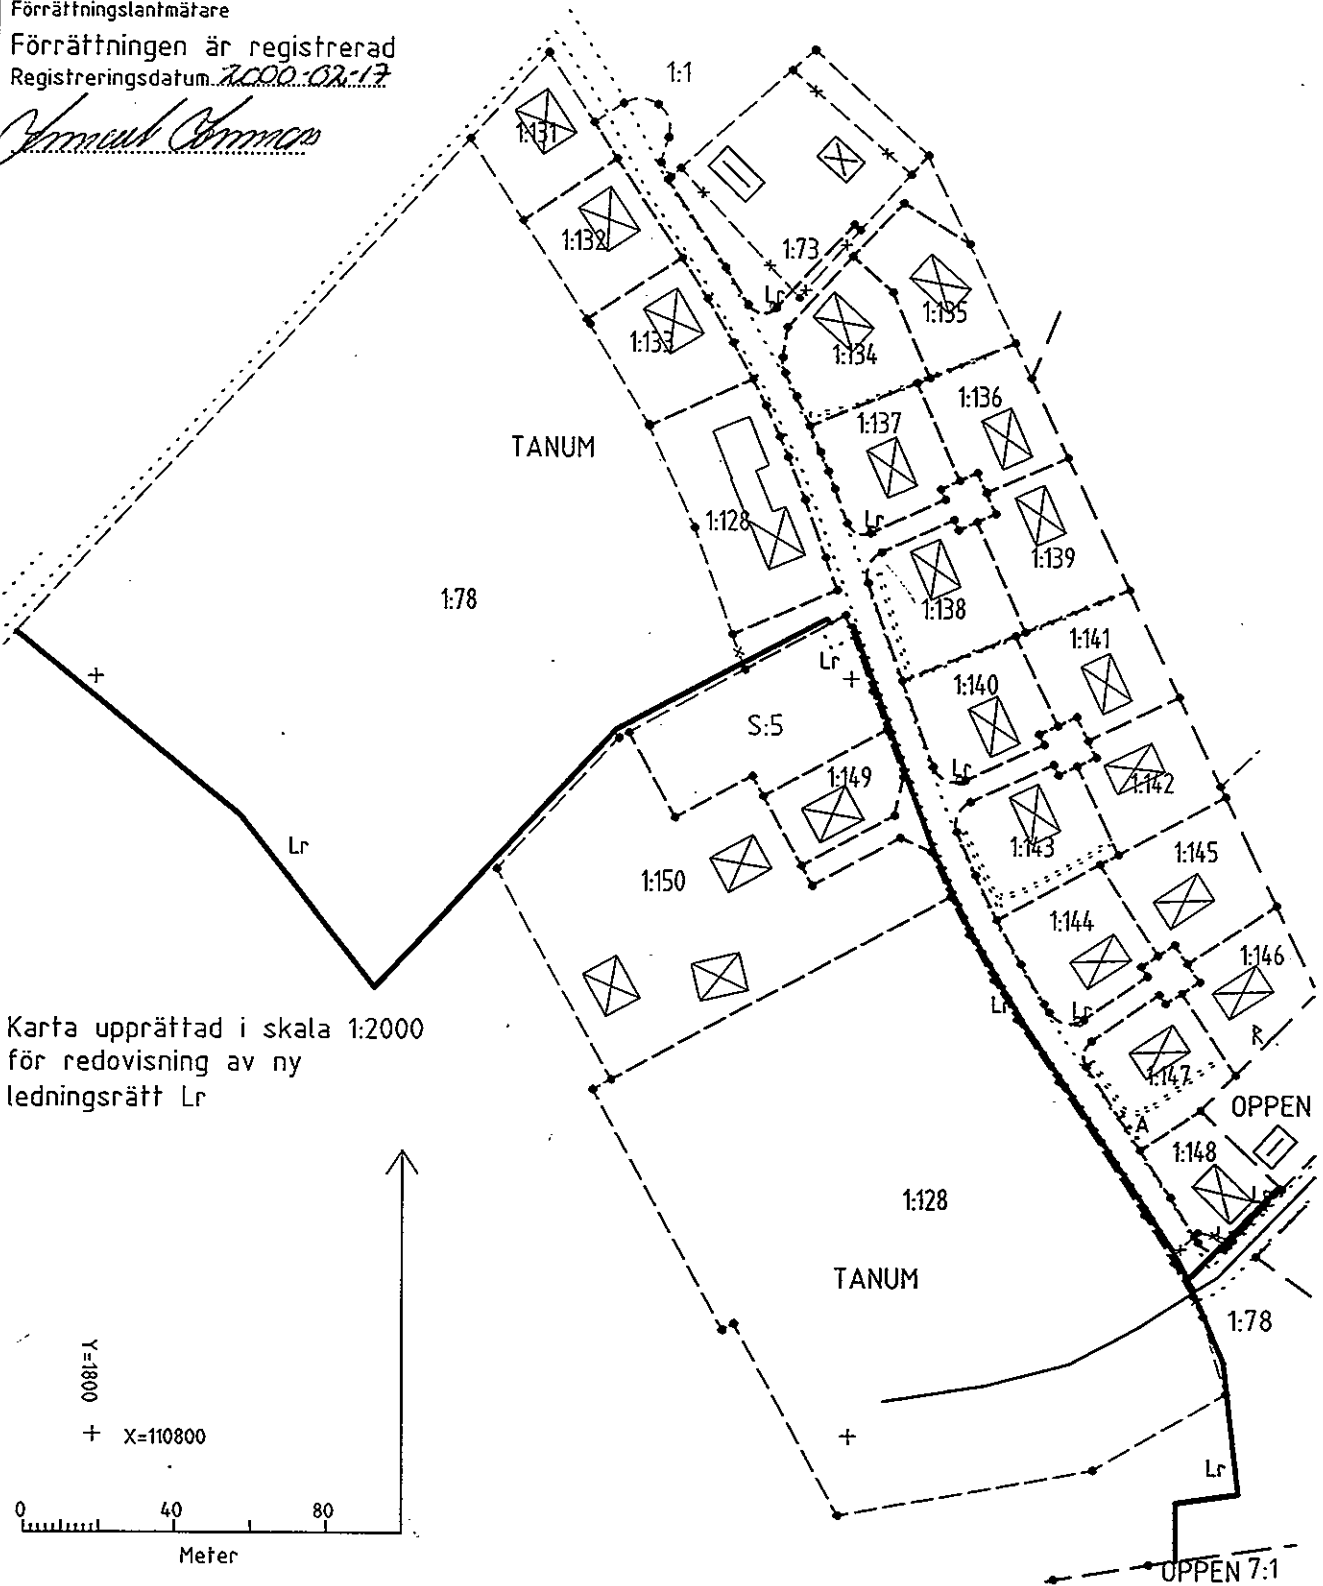 Förrättningslantmätare
Förrättningen är registrerad
Registreringsdatum 2000-02-17
1:1
1:131
1:132
1:73
1:133
1:135
1:134
1:136
1:137
TANUM
Lr
1:128
Lr
1:139
1:78
1:138
1:141
Lr
1:140
S:5
1:149
Lr
1:142
Lr
1:143
1:145
1:150
1:144
1:146
Lr
Lr
R
Karta upprättad i skala 1:2000
för redovisning av ny
ledningsrätt Lr
1:147
OPPEN
A
1:148
Lr
1:128
TANUM
1:78
Y=1800
X=110800
Lr
0 40 80
Meter
OPPEN 7:1